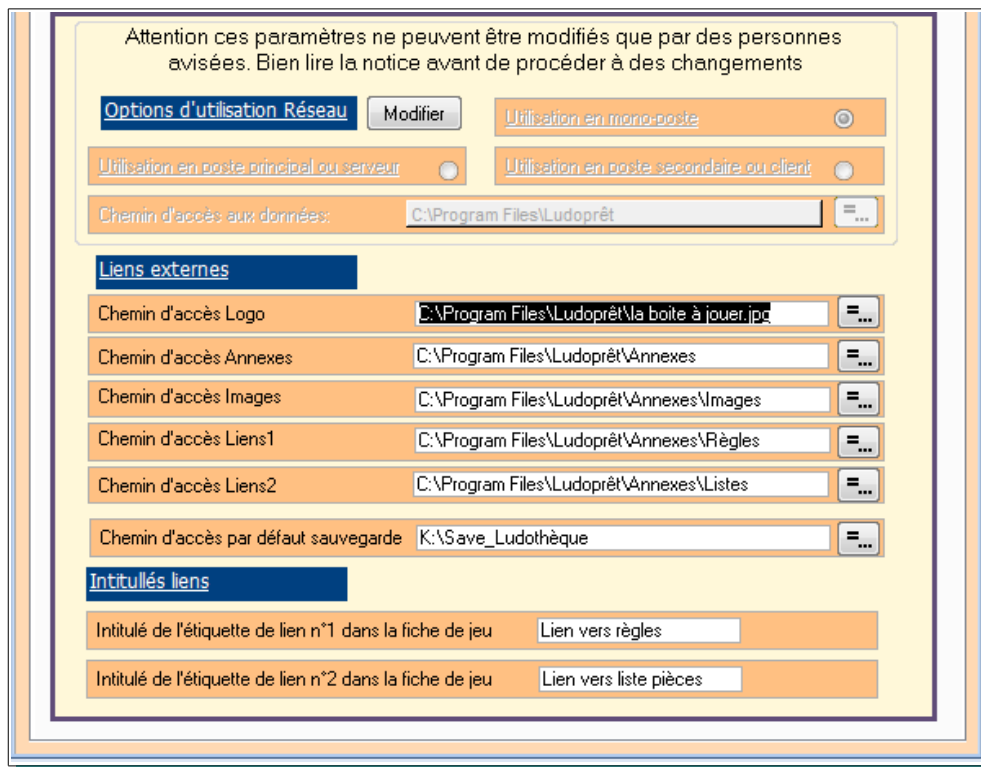 Attention ces paramètres ne peuvent être modifiés que par des personnes
avisées. Bien lire la notice avant de procéder à des changements
Options d'utilisation Réseau Modifier Utilisation en mono-poste
Utilisation en poste principal ou serveur Utilisation en poste secondaire ou client
Chemin d'accès aux données: C:\Program Files\Ludoprêt =...
Liens externes
Chemin d'accès Logo C:\Program Files\Ludoprêt\la boite à jouer.jpg =...
Chemin d'accès Annexes C:\Program Files\Ludoprêt\Annexes =...
Chemin d'accès Images C:\Program Files\Ludoprêt\Annexes\Images =...
Chemin d'accès Liens1 C:\Program Files\Ludoprêt\Annexes\Règles =...
Chemin d'accès Liens2 C:\Program Files\Ludoprêt\Annexes\Listes =...
Chemin d'accès par défaut sauvegarde K:\Save_Ludothèque =...
Intitullés liens
Intitulé de l'étiquette de lien n°1 dans la fiche de jeu Lien vers règles
Intitulé de l'étiquette de lien n°2 dans la fiche de jeu Lien vers liste pièces